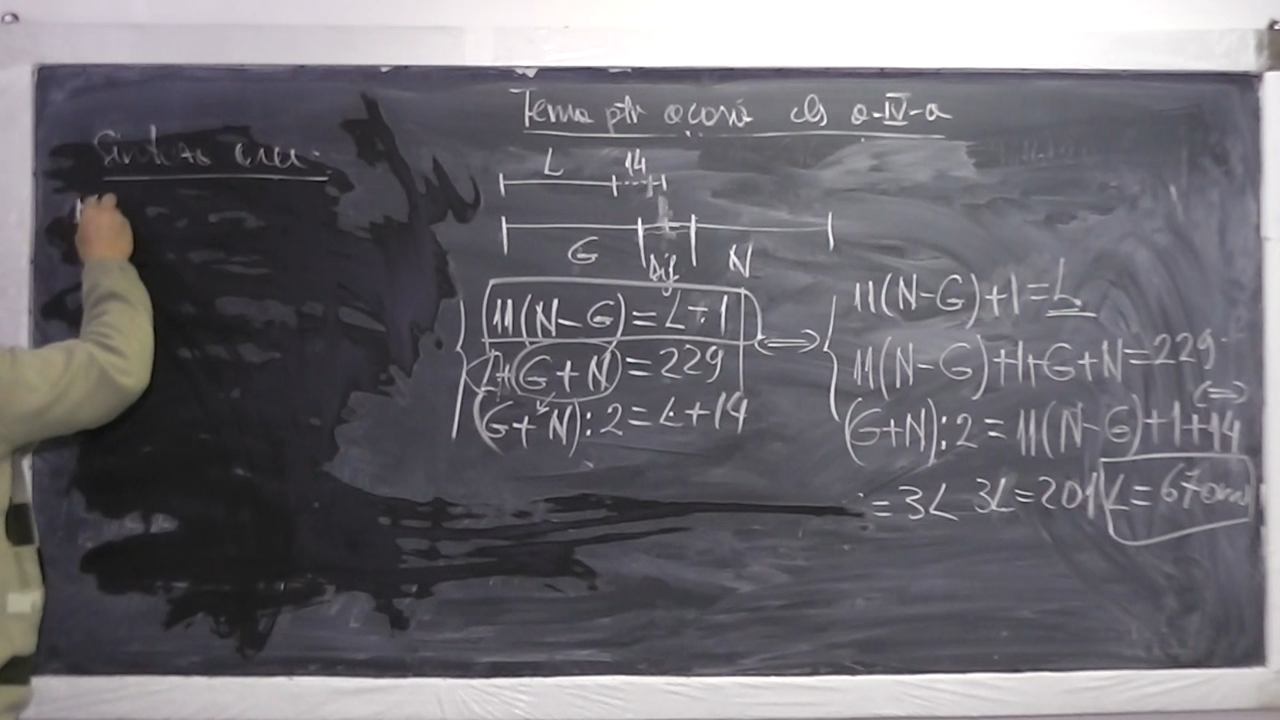 Tema ptr acasă cls a-IV-a
L 14
G Dif N
11(N-G)=L-1
L+(G+N)=229
(G+N):2=L+14
<=>
11(N-G)+1=L
11(N-G)+1+G+N=229
<=>
(G+N):2=11(N-G)+1+14
=3L 3L=201 L=67